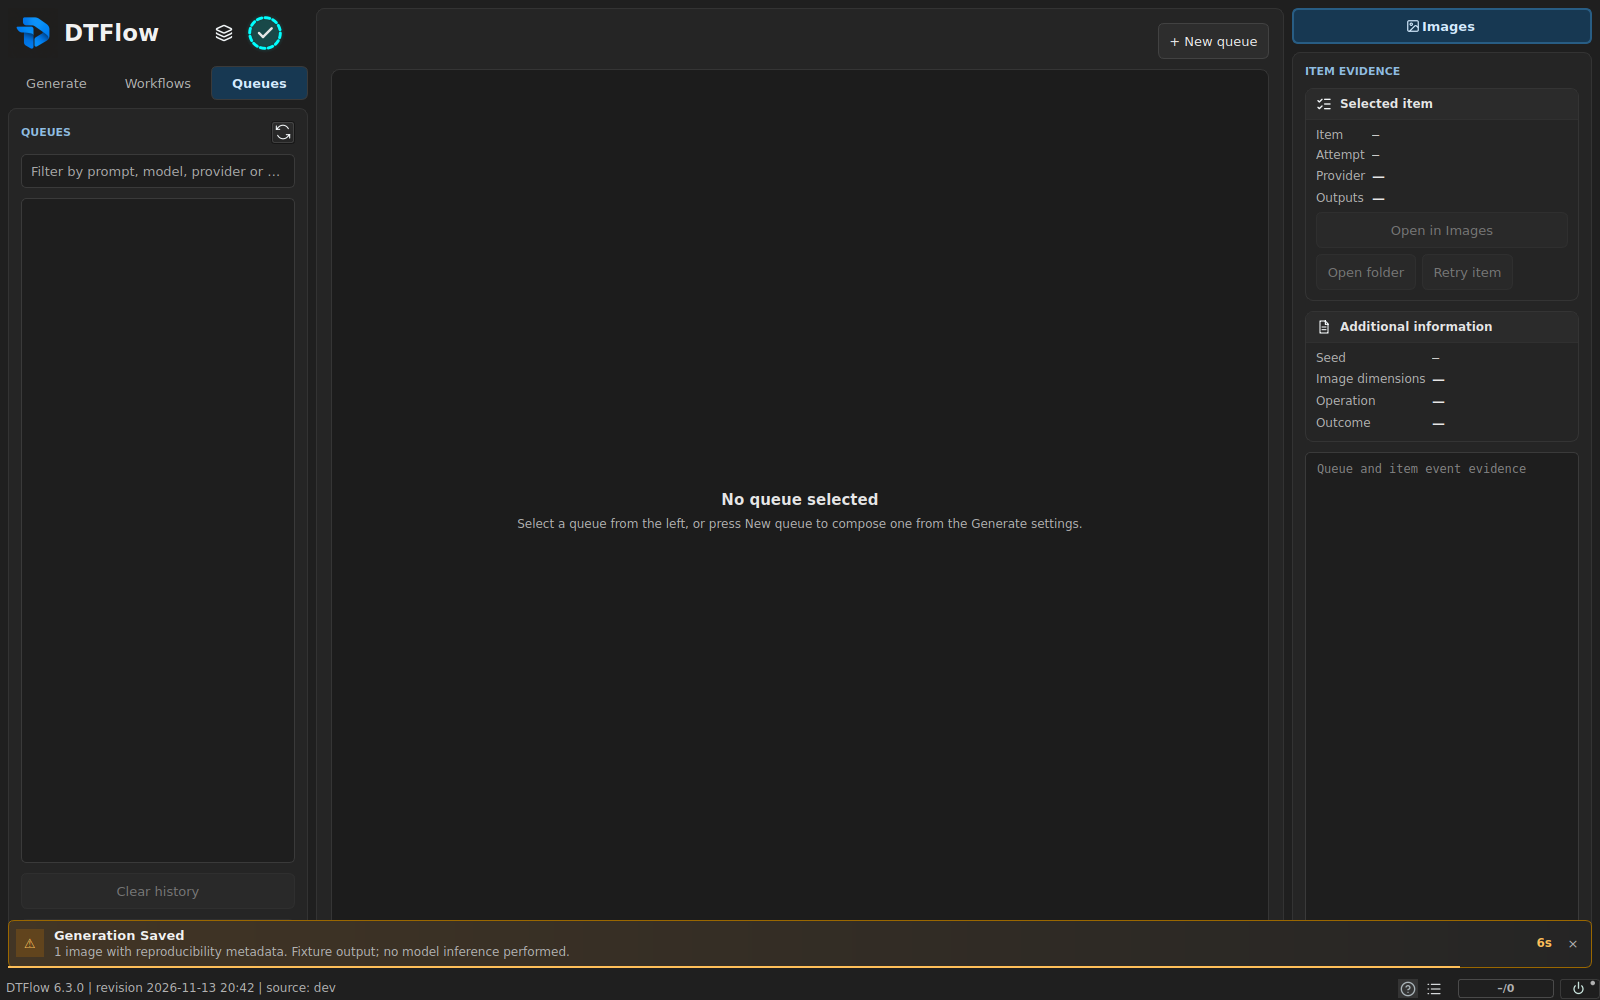 DTFlow
Generate
Workflows
Queues
QUEUES
Filter by prompt, model, provider or ...
Clear history
+ New queue
No queue selected
Select a queue from the left, or press New queue to compose one from the Generate settings.
Images
ITEM EVIDENCE
Selected item
Item –
Attempt –
Provider —
Outputs —
Open in Images
Open folder
Retry item
Additional information
Seed –
Image dimensions —
Operation —
Outcome —
Queue and item event evidence
Generation Saved
1 image with reproducibility metadata. Fixture output; no model inference performed.
6s ×
DTFlow 6.3.0 | revision 2026-11-13 20:42 | source: dev
–/0